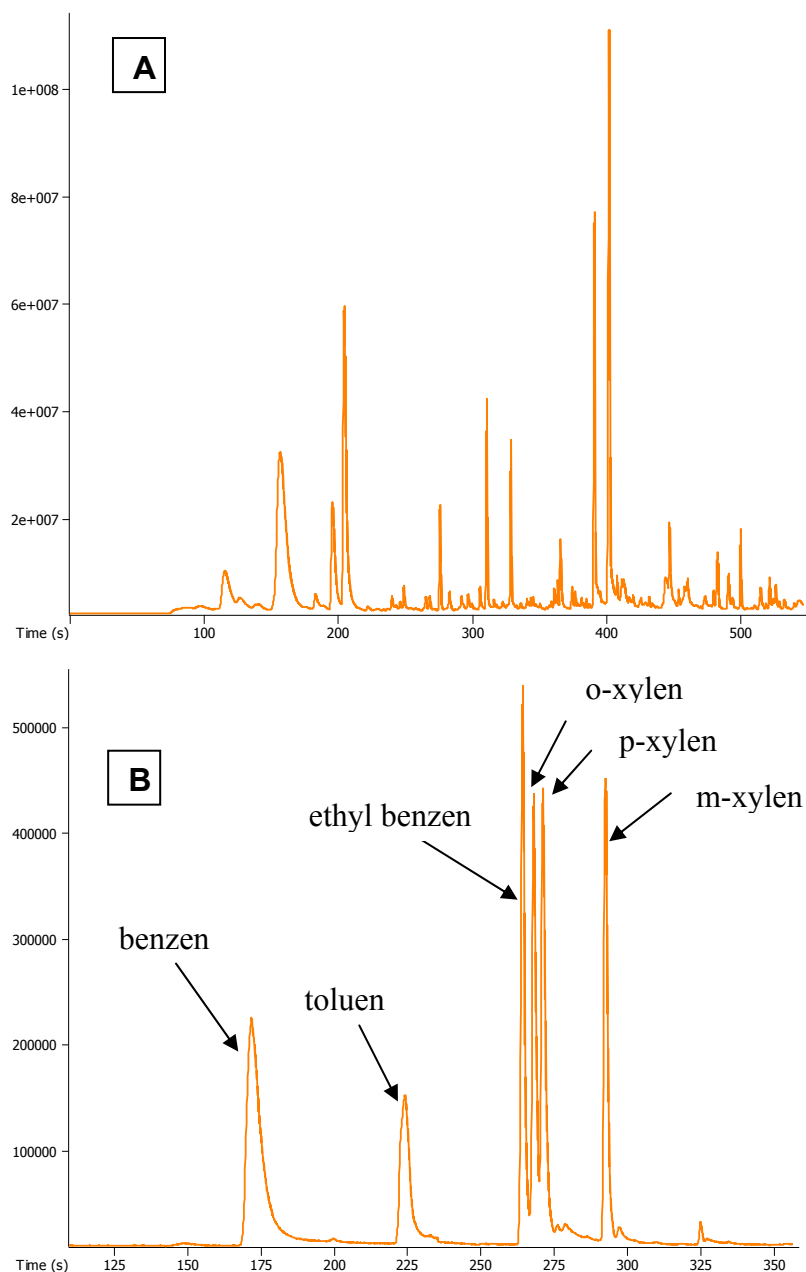 A
1e+008
8e+007
6e+007
4e+007
2e+007
Time (s) 100 200 300 400 500
B
o-xylen
p-xylen
m-xylen
ethyl benzen
benzen
toluen
500000
400000
300000
200000
100000
Time (s) 125 150 175 200 225 250 275 300 325 350